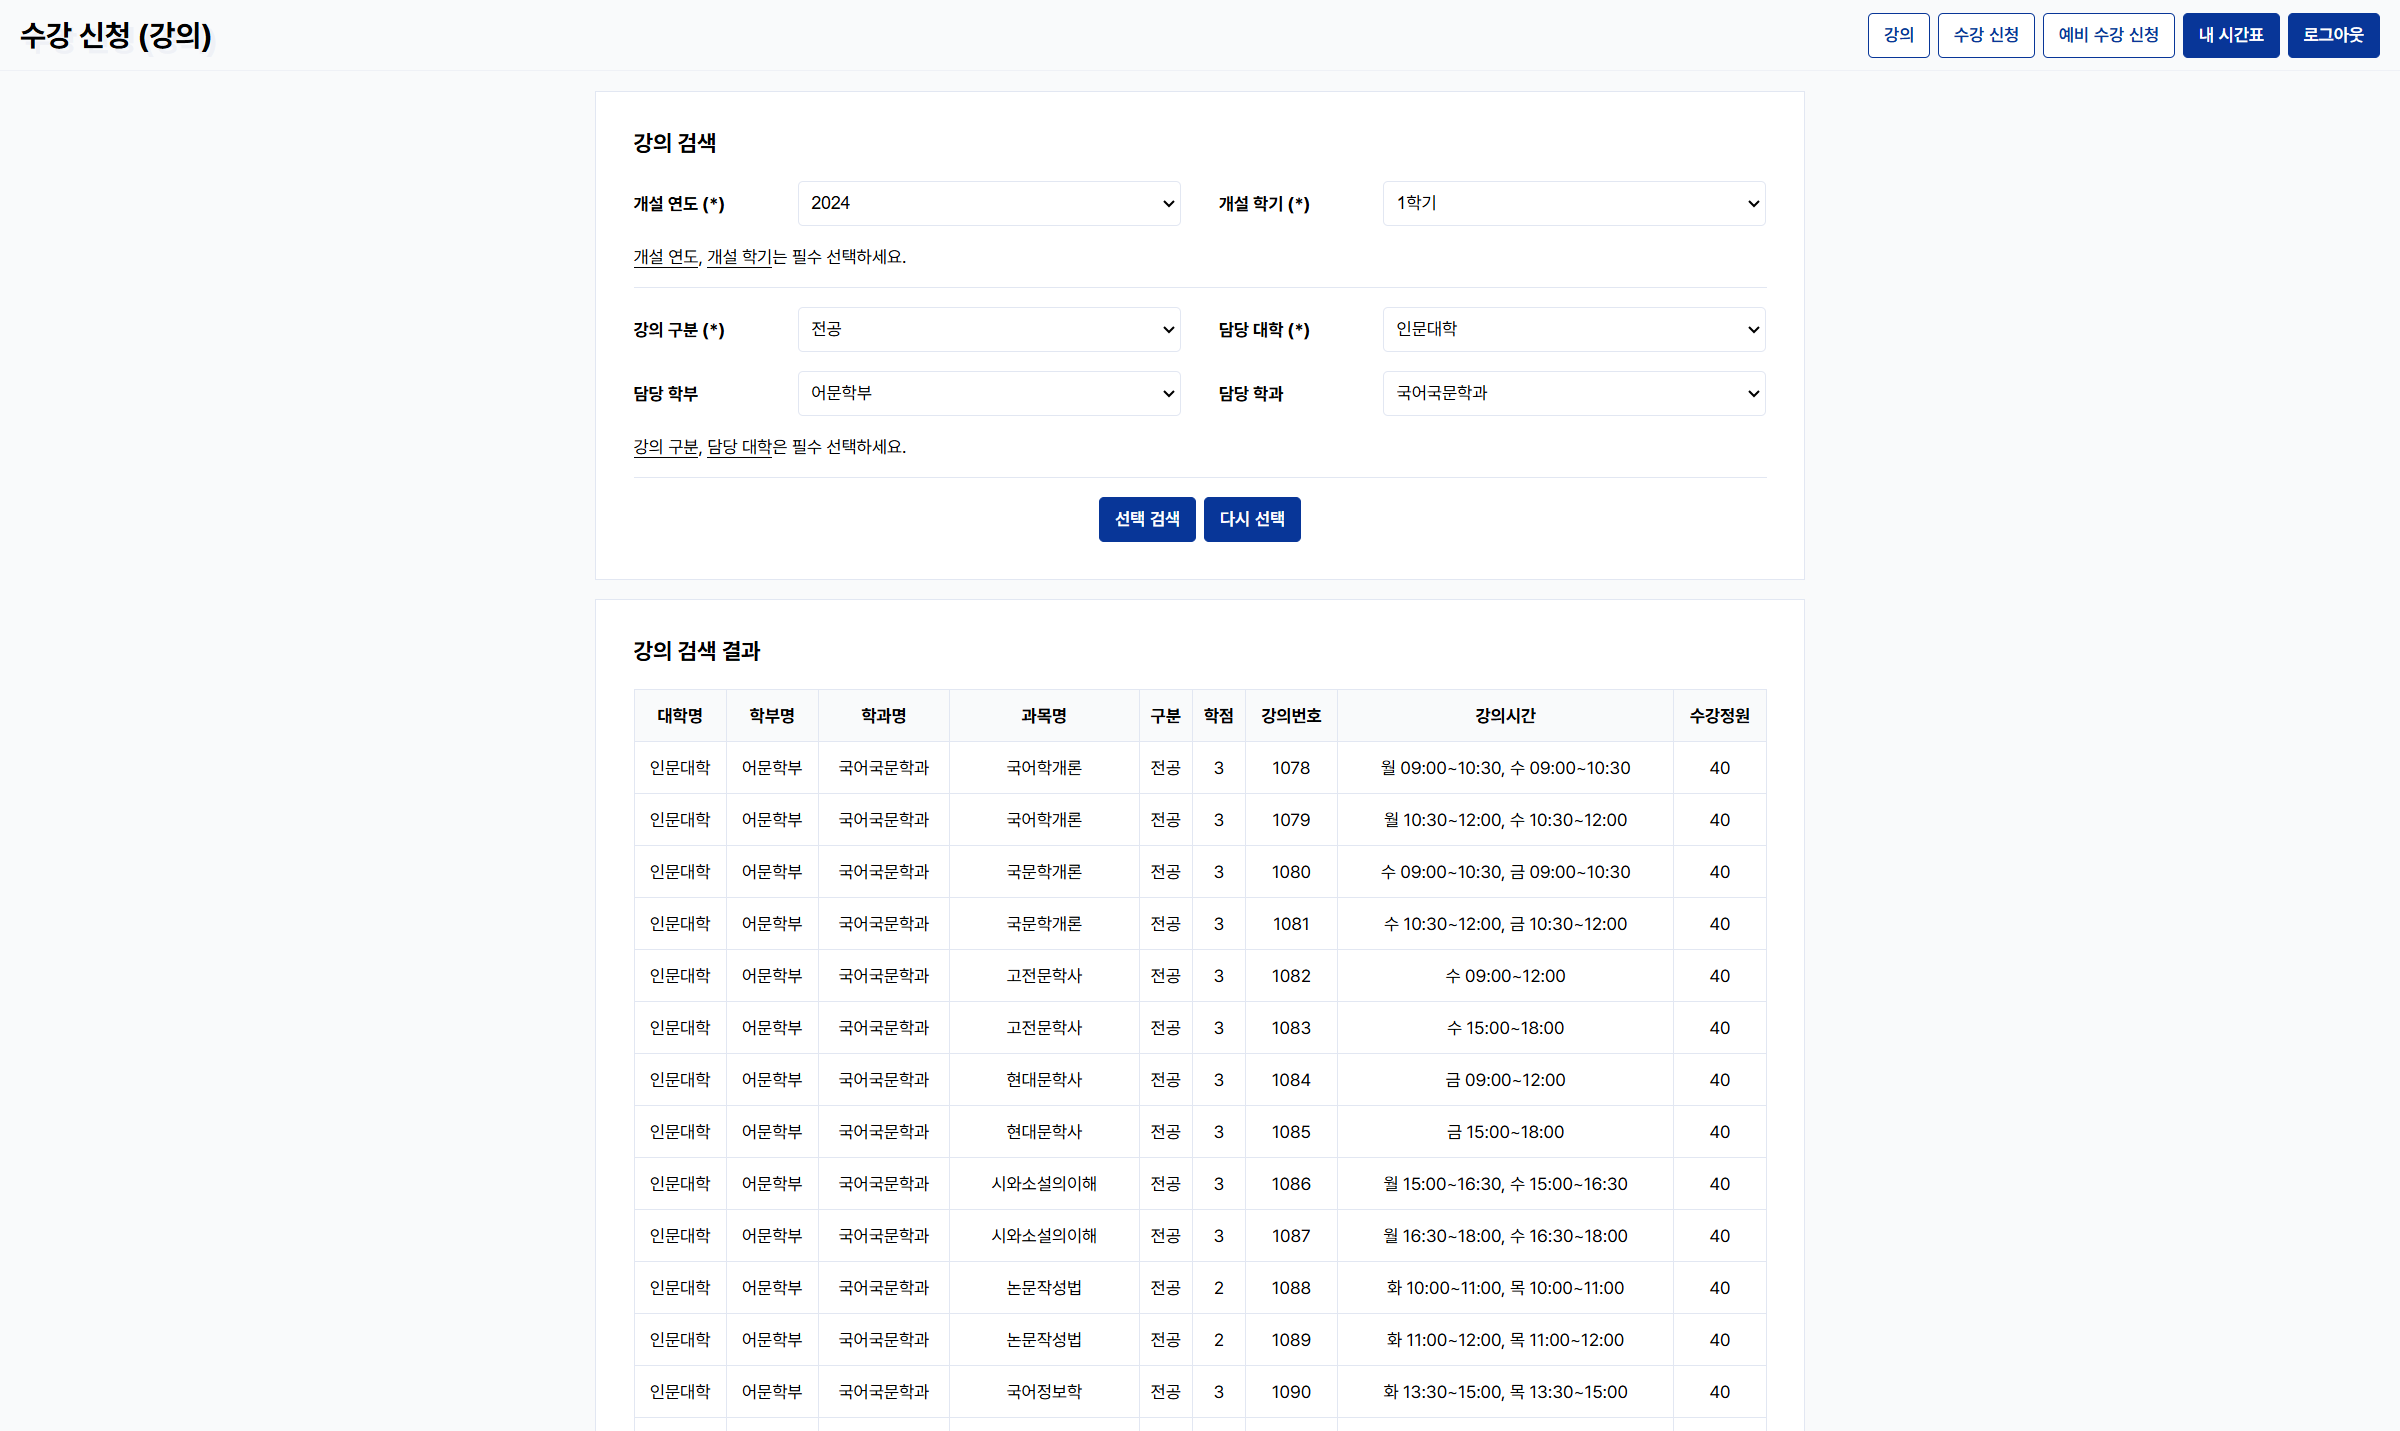 수강 신청 (강의)
강의 수강 신청 예비 수강 신청 내 시간표 로그아웃
강의 검색
개설 연도 (*) 2024 개설 학기 (*) 1학기
개설 연도, 개설 학기는 필수 선택하세요.
강의 구분 (*) 전공 담당 대학 (*) 인문대학
담당 학부 어문학부 담당 학과 국어국문학과
강의 구분, 담당 대학은 필수 선택하세요.
선택 검색 다시 선택
강의 검색 결과
대학명 학부명 학과명 과목명 구분 학점 강의번호 강의시간 수강정원
인문대학 어문학부 국어국문학과 국어학개론 전공 3 1078 월 09:00~10:30, 수 09:00~10:30 40
인문대학 어문학부 국어국문학과 국어학개론 전공 3 1079 월 10:30~12:00, 수 10:30~12:00 40
인문대학 어문학부 국어국문학과 국문학개론 전공 3 1080 수 09:00~10:30, 금 09:00~10:30 40
인문대학 어문학부 국어국문학과 국문학개론 전공 3 1081 수 10:30~12:00, 금 10:30~12:00 40
인문대학 어문학부 국어국문학과 고전문학사 전공 3 1082 수 09:00~12:00 40
인문대학 어문학부 국어국문학과 고전문학사 전공 3 1083 수 15:00~18:00 40
인문대학 어문학부 국어국문학과 현대문학사 전공 3 1084 금 09:00~12:00 40
인문대학 어문학부 국어국문학과 현대문학사 전공 3 1085 금 15:00~18:00 40
인문대학 어문학부 국어국문학과 시와소설의이해 전공 3 1086 월 15:00~16:30, 수 15:00~16:30 40
인문대학 어문학부 국어국문학과 시와소설의이해 전공 3 1087 월 16:30~18:00, 수 16:30~18:00 40
인문대학 어문학부 국어국문학과 논문작성법 전공 2 1088 화 10:00~11:00, 목 10:00~11:00 40
인문대학 어문학부 국어국문학과 논문작성법 전공 2 1089 화 11:00~12:00, 목 11:00~12:00 40
인문대학 어문학부 국어국문학과 국어정보학 전공 3 1090 화 13:30~15:00, 목 13:30~15:00 40